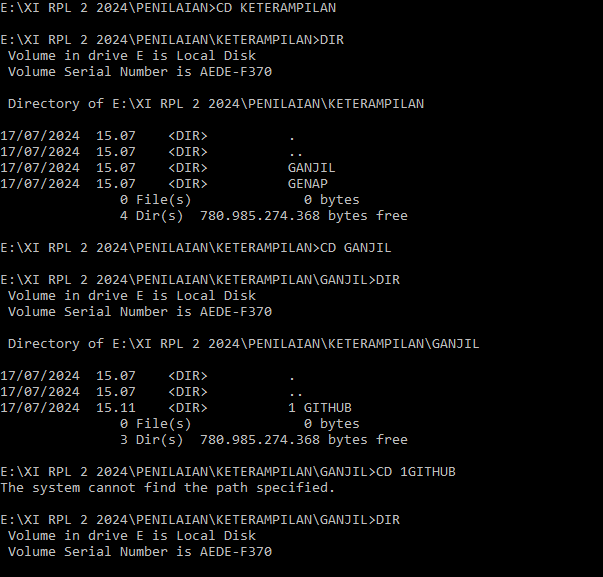 E:\XI RPL 2 2024\PENILAIAN>CD KETERAMPILAN
E:\XI RPL 2 2024\PENILAIAN\KETERAMPILAN>DIR
 Volume in drive E is Local Disk
 Volume Serial Number is AEDE-F370
 Directory of E:\XI RPL 2 2024\PENILAIAN\KETERAMPILAN
17/07/2024  15.07    <DIR>          .
17/07/2024  15.07    <DIR>          ..
17/07/2024  15.07    <DIR>          GANJIL
17/07/2024  15.07    <DIR>          GENAP
               0 File(s)              0 bytes
               4 Dir(s)  780.985.274.368 bytes free
E:\XI RPL 2 2024\PENILAIAN\KETERAMPILAN>CD GANJIL
E:\XI RPL 2 2024\PENILAIAN\KETERAMPILAN\GANJIL>DIR
 Volume in drive E is Local Disk
 Volume Serial Number is AEDE-F370
 Directory of E:\XI RPL 2 2024\PENILAIAN\KETERAMPILAN\GANJIL
17/07/2024  15.07    <DIR>          .
17/07/2024  15.07    <DIR>          ..
17/07/2024  15.11    <DIR>          1 GITHUB
               0 File(s)              0 bytes
               3 Dir(s)  780.985.274.368 bytes free
E:\XI RPL 2 2024\PENILAIAN\KETERAMPILAN\GANJIL>CD 1GITHUB
The system cannot find the path specified.
E:\XI RPL 2 2024\PENILAIAN\KETERAMPILAN\GANJIL>DIR
 Volume in drive E is Local Disk
 Volume Serial Number is AEDE-F370